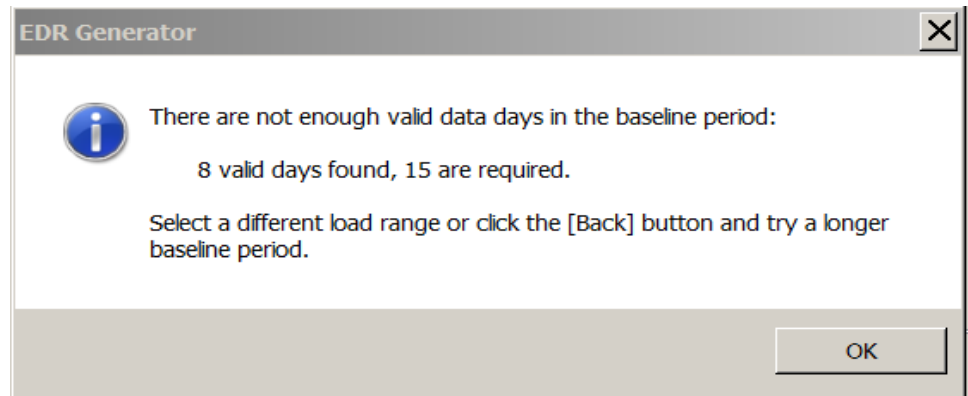 EDR Generator
There are not enough valid data days in the baseline period:
8 valid days found, 15 are required.
Select a different load range or click the [Back] button and try a longer
baseline period.
OK